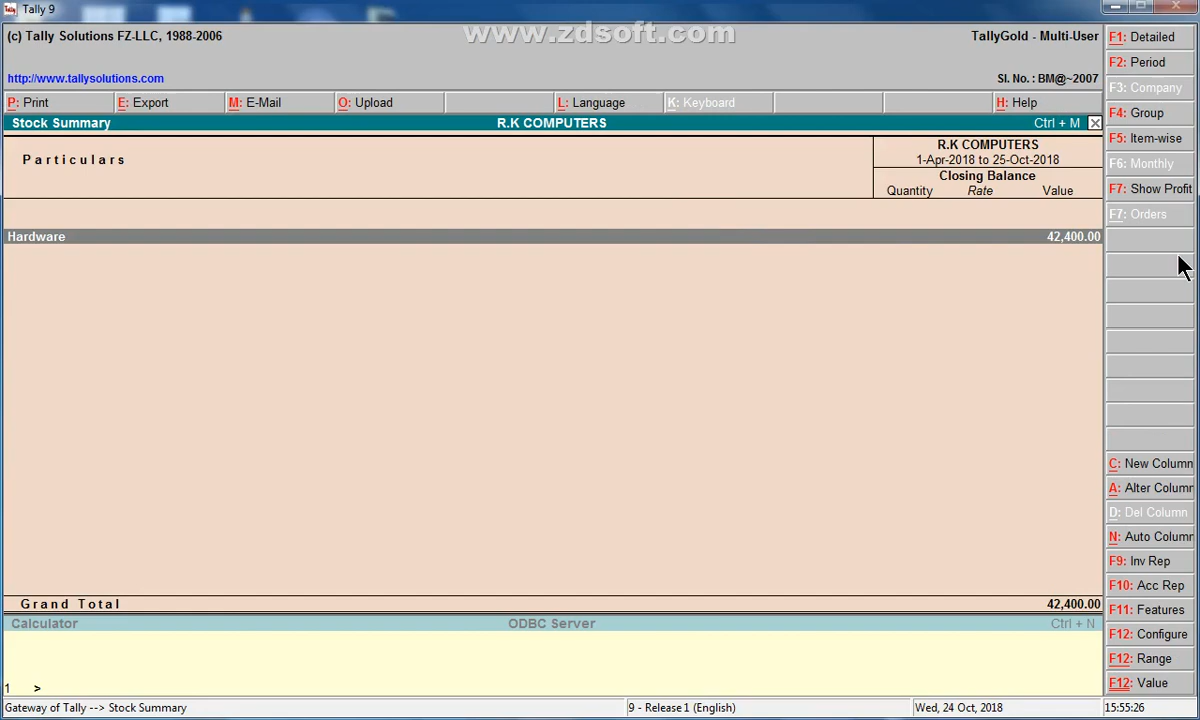 Tally Tally 9
(c) Tally Solutions FZ-LLC, 1988-2006
www.zdsoft.com
TallyGold - Multi-User
http://www.tallysolutions.com
Sl. No. : BM@~2007
P: Print
E: Export
M: E-Mail
O: Upload
L: Language
K: Keyboard
H: Help
Stock Summary
R.K COMPUTERS
Ctrl + M
Particulars
R.K COMPUTERS
1-Apr-2018 to 25-Oct-2018
Closing Balance
Quantity Rate Value
Hardware 42,400.00
Grand Total 42,400.00
Calculator
ODBC Server
Ctrl + N
1 >
Gateway of Tally --> Stock Summary
9 - Release 1 (English)
Wed, 24 Oct, 2018
15:55:26
F1: Detailed
F2: Period
F3: Company
F4: Group
F5: Item-wise
F6: Monthly
F7: Show Profit
F7: Orders
C: New Column
A: Alter Column
D: Del Column
N: Auto Column
F9: Inv Rep
F10: Acc Rep
F11: Features
F12: Configure
F12: Range
F12: Value